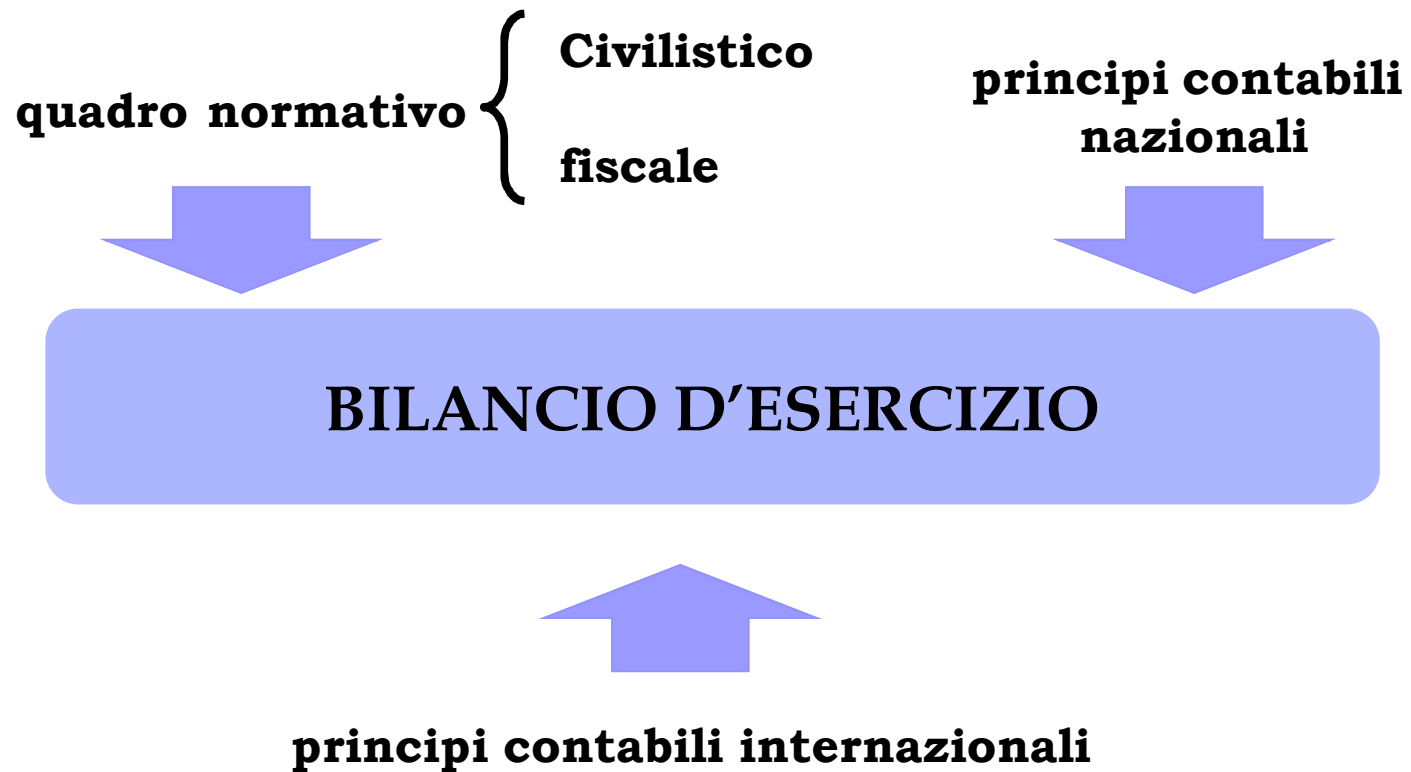 quadro normativo
Civilistico
fiscale
principi contabili
nazionali
BILANCIO D’ESERCIZIO
principi contabili internazionali